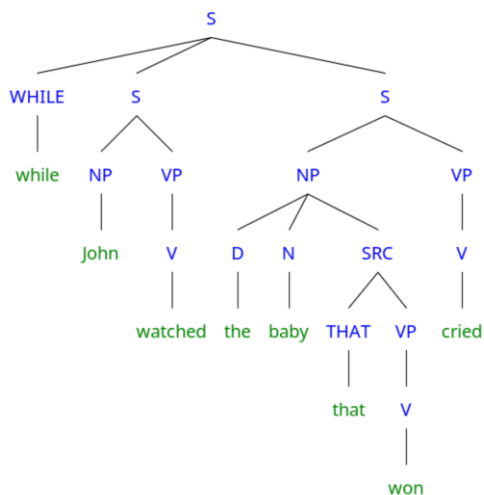 S
WHILE S S
while NP VP NP VP
John V D N SRC V
watched the baby THAT VP cried
that V
won